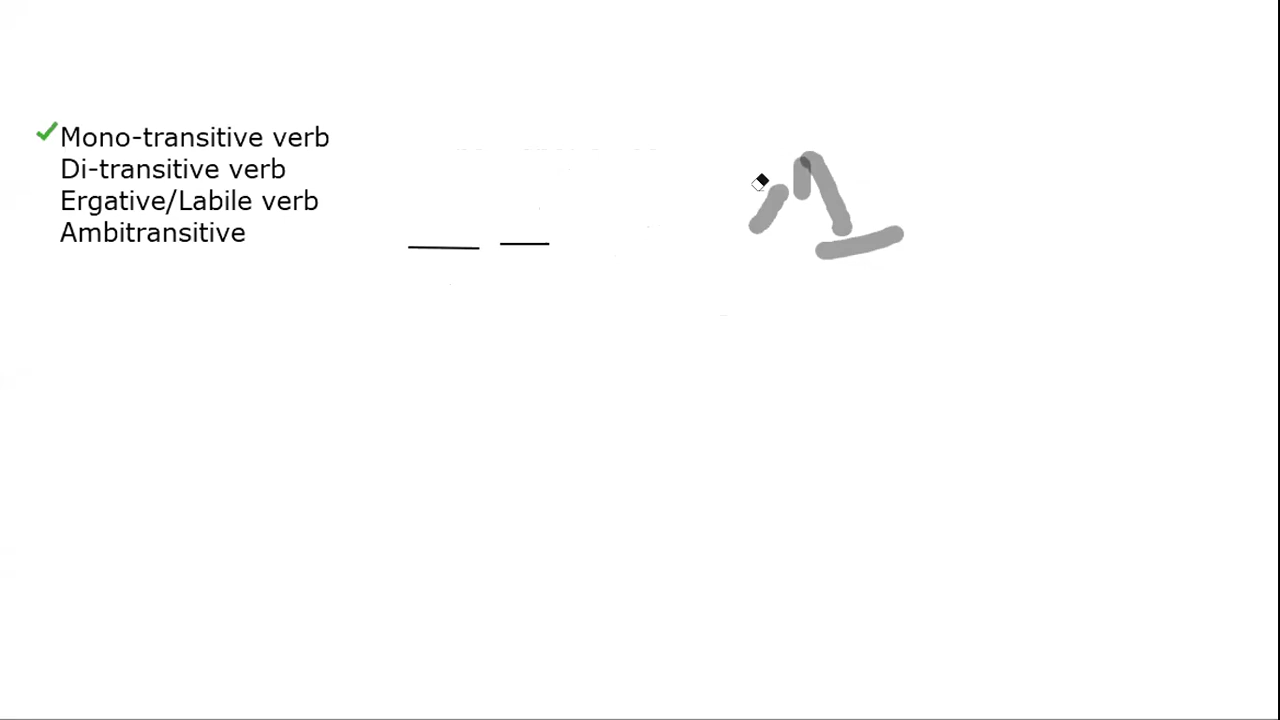 Mono-transitive verb
Di-transitive verb
Ergative/Labile verb
Ambitransitive